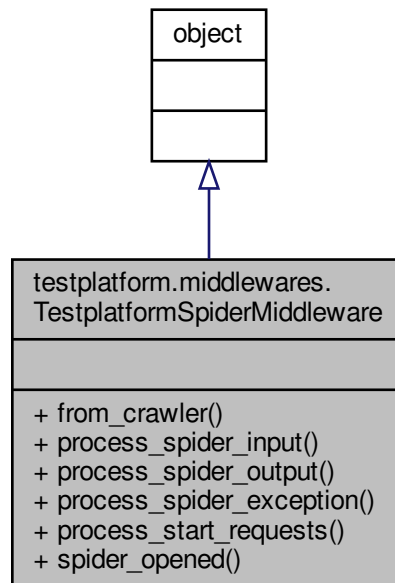 object
testplatform.middlewares.
TestplatformSpiderMiddleware
+ from_crawler()
+ process_spider_input()
+ process_spider_output()
+ process_spider_exception()
+ process_start_requests()
+ spider_opened()